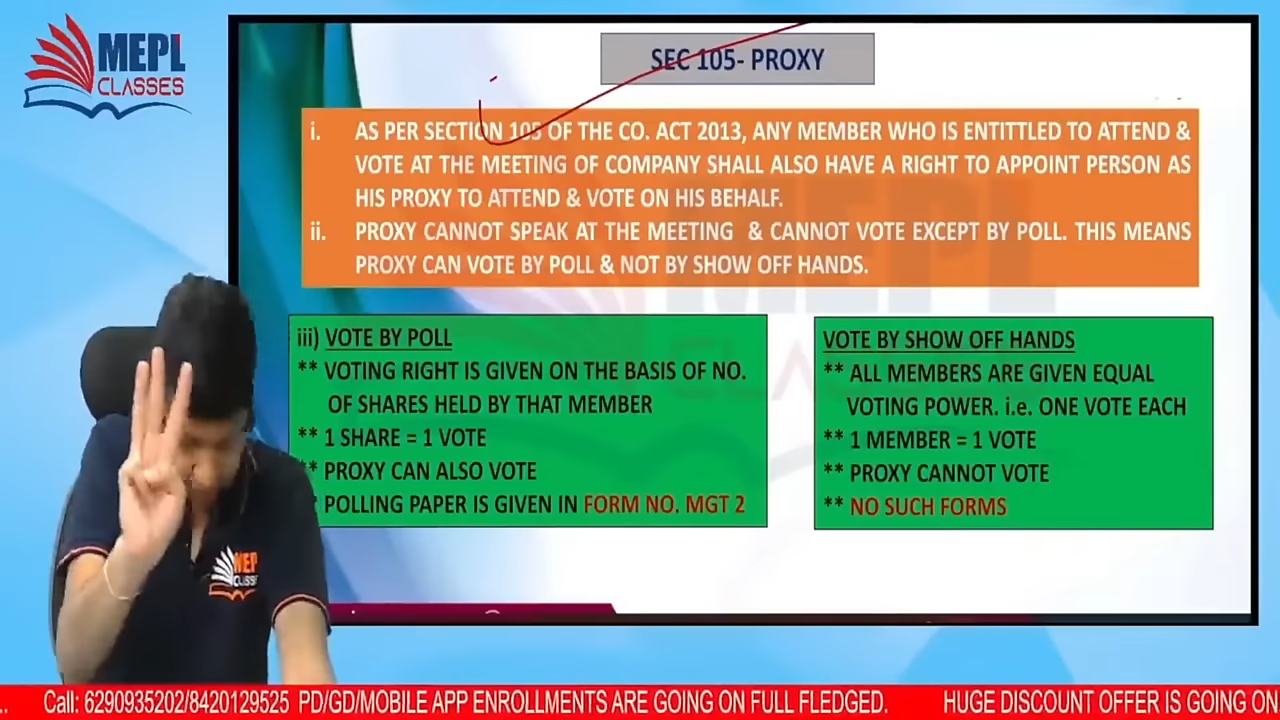 MEPL
CLASSES
SEC 105- PROXY
i. AS PER SECTION 105 OF THE CO. ACT 2013, ANY MEMBER WHO IS ENTITTLED TO ATTEND &
VOTE AT THE MEETING OF COMPANY SHALL ALSO HAVE A RIGHT TO APPOINT PERSON AS
HIS PROXY TO ATTEND & VOTE ON HIS BEHALF.
ii. PROXY CANNOT SPEAK AT THE MEETING & CANNOT VOTE EXCEPT BY POLL. THIS MEANS
PROXY CAN VOTE BY POLL & NOT BY SHOW OFF HANDS.
iii) VOTE BY POLL
** VOTING RIGHT IS GIVEN ON THE BASIS OF NO.
OF SHARES HELD BY THAT MEMBER
** 1 SHARE = 1 VOTE
** PROXY CAN ALSO VOTE
POLLING PAPER IS GIVEN IN FORM NO. MGT 2
VOTE BY SHOW OFF HANDS
** ALL MEMBERS ARE GIVEN EQUAL
VOTING POWER. i.e. ONE VOTE EACH
** 1 MEMBER = 1 VOTE
** PROXY CANNOT VOTE
** NO SUCH FORMS
MEPL
CLASSES
MEP
CLASSE
.. Call: 6290935202/8420129525 PD/GD/MOBILE APP ENROLLMENTS ARE GOING ON FULL FLEDGED. HUGE DISCOUNT OFFER IS GOING ON